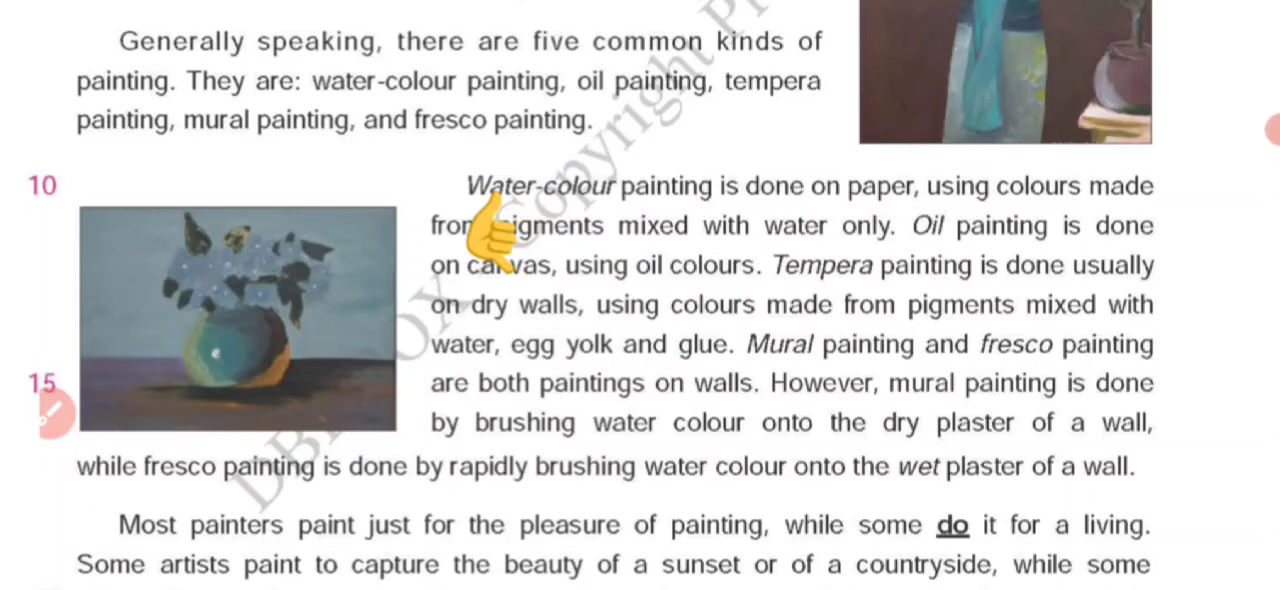 Generally speaking, there are five common kinds of
painting. They are: water-colour painting, oil painting, tempera
painting, mural painting, and fresco painting.
10
Water-colour painting is done on paper, using colours made
from pigments mixed with water only. Oil painting is done
on canvas, using oil colours. Tempera painting is done usually
on dry walls, using colours made from pigments mixed with
water, egg yolk and glue. Mural painting and fresco painting
15
are both paintings on walls. However, mural painting is done
by brushing water colour onto the dry plaster of a wall,
while fresco painting is done by rapidly brushing water colour onto the wet plaster of a wall.
Most painters paint just for the pleasure of painting, while some do it for a living.
Some artists paint to capture the beauty of a sunset or of a countryside, while some
Copyright